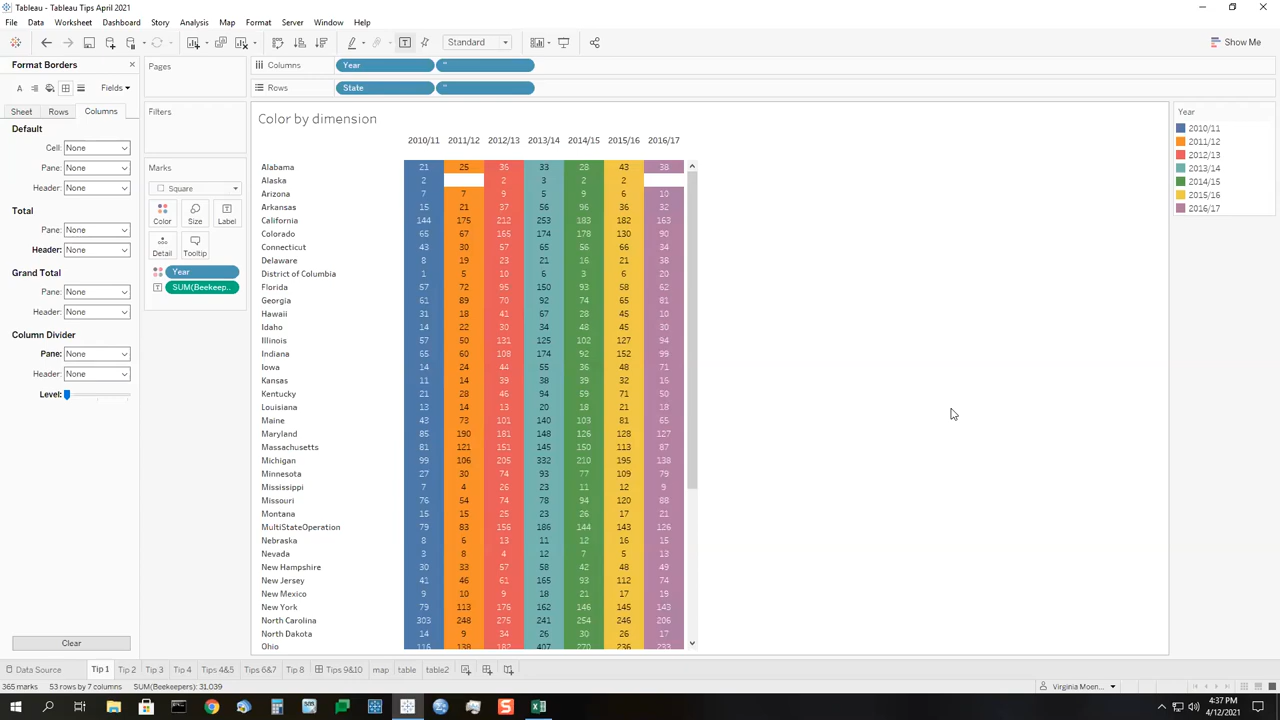 Tableau - Tableau Tips April 2021
File Data Worksheet Dashboard Story Analysis Map Format Server Window Help
Standard Show Me
Format Borders
Fields
Sheet Rows Columns
Default
Cell: None
Pane: None
Header: None
Total
Pane: None
Header: None
Grand Total
Pane: None
Header: None
Column Divider
Pane: None
Header: None
Level:
Clear
Pages
Filters
Marks
Square
Color Size Label
Detail Tooltip
Year
SUM(Beekeep..
Columns Year ''
Rows State ''
Color by dimension
2010/11 2011/12 2012/13 2013/14 2014/15 2015/16 2016/17
Alabama 21 25 36 33 28 43 38
Alaska 2 2 3 2 2
Arizona 7 7 9 5 9 6 10
Arkansas 15 21 37 56 96 36 32
California 144 175 212 253 183 182 163
Colorado 65 67 165 174 178 130 90
Connecticut 43 30 57 65 56 66 34
Delaware 8 19 23 21 16 21 38
District of Columbia 1 5 10 6 3 6 20
Florida 57 72 95 150 93 58 62
Georgia 61 89 70 92 74 65 81
Hawaii 31 18 41 67 28 45 10
Idaho 14 22 30 34 48 45 30
Illinois 57 50 131 125 102 127 94
Indiana 65 60 108 174 92 152 99
Iowa 14 24 44 55 36 48 71
Kansas 11 14 39 38 39 32 16
Kentucky 21 28 46 94 59 71 50
Louisiana 13 14 13 20 18 21 18
Maine 43 73 101 140 103 81 65
Maryland 85 190 181 148 126 128 127
Massachusetts 81 121 151 145 150 113 87
Michigan 99 106 205 332 210 195 138
Minnesota 27 30 74 93 77 109 79
Mississippi 7 4 26 23 11 12 9
Missouri 76 54 74 78 94 120 88
Montana 15 15 25 23 26 17 21
MultiStateOperation 79 83 156 186 144 143 126
Nebraska 8 6 13 11 12 16 15
Nevada 3 8 4 12 7 5 13
New Hampshire 30 33 57 58 42 48 49
New Jersey 41 46 61 165 93 112 74
New Mexico 9 10 9 18 21 17 19
New York 79 113 176 162 146 145 143
North Carolina 303 248 275 241 254 246 206
North Dakota 14 9 34 26 30 26 17
Ohio 116 138 182 407 270 236 233
Year
2010/11
2011/12
2012/13
2013/14
2014/15
2015/16
2016/17
Data Source Tip 1 Tip 2 Tip 3 Tip 4 Tips 4&5 Tips 6&7 Tip 8 Tips 9&10 map table table2
365 marks 53 rows by 7 columns SUM(Beekeepers): 31,039 Virginia Moen...
4:37 PM
4/12/2021